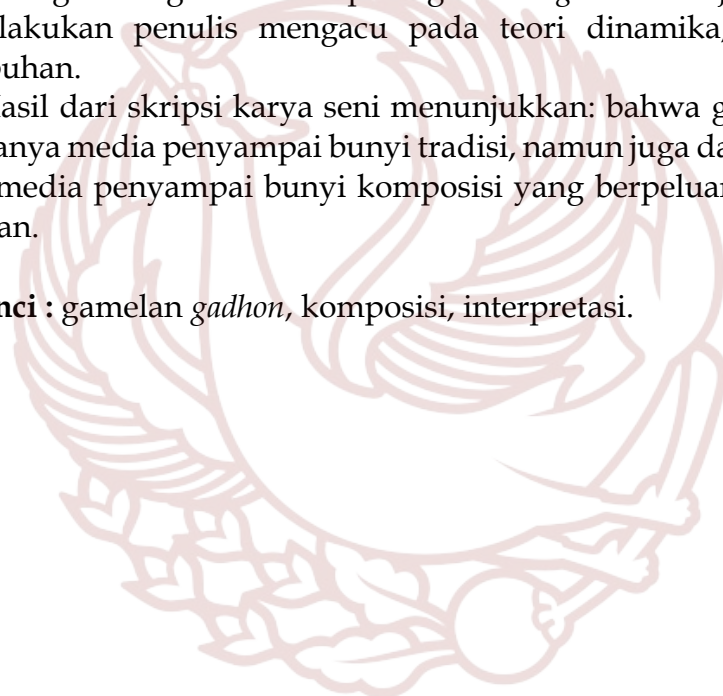 lakukan penulis mengacu pada teori dinamika,
buhan.
Hasil dari skripsi karya seni menunjukkan: bahwa g
anya media penyampai bunyi tradisi, namun juga da
media penyampai bunyi komposisi yang berpeluan
an.
nci : gamelan gadhon, komposisi, interpretasi.